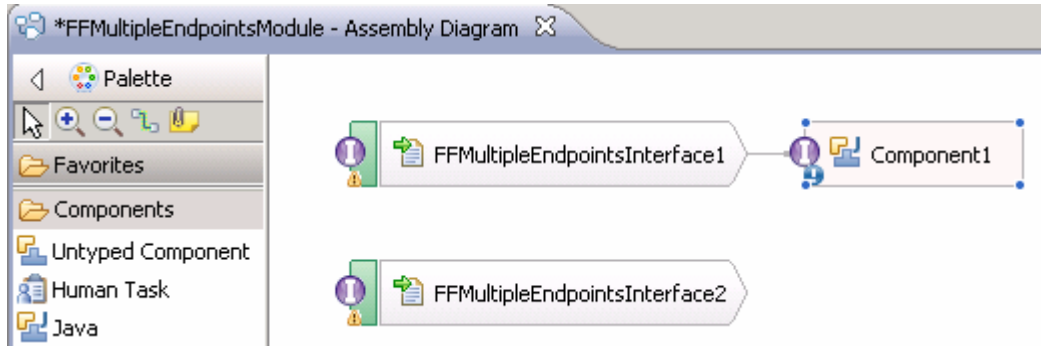 *FFMultipleEndpointsModule - Assembly Diagram
Palette
Favorites
Components
Untyped Component
Human Task
Java
I FFMultipleEndpointsInterface1
I Component1
I FFMultipleEndpointsInterface2